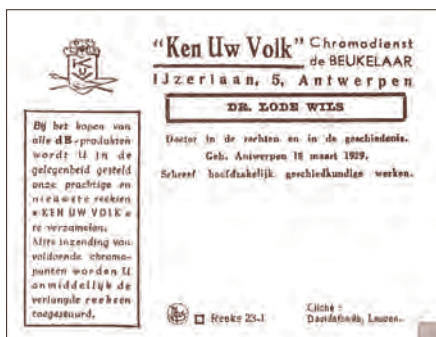 "Ken Uw Volk" Chromodienst
de BEUKELAAR
IJzerlaan, 5, Antwerpen
DR. LODE WILS
Bij het kopen van
alle dB-produkten
wordt U in de
gelegenheid gesteld
onze prachtige en
nieuwste reeksen
«KEN UW VOLK»
te verzamelen.
Mits inzending van
voldoende chromo-
punten worden U
onmiddellijk de
verlangde reeksen
toegestuurd.
Doctor in de rechten en in de geschiedenis.
Geb. Antwerpen 16 maart 1929.
Schreef hoofdzakelijk geschiedkundige werken.
Reeks 23-1
Cliché :
Davidsfonds, Leuven.